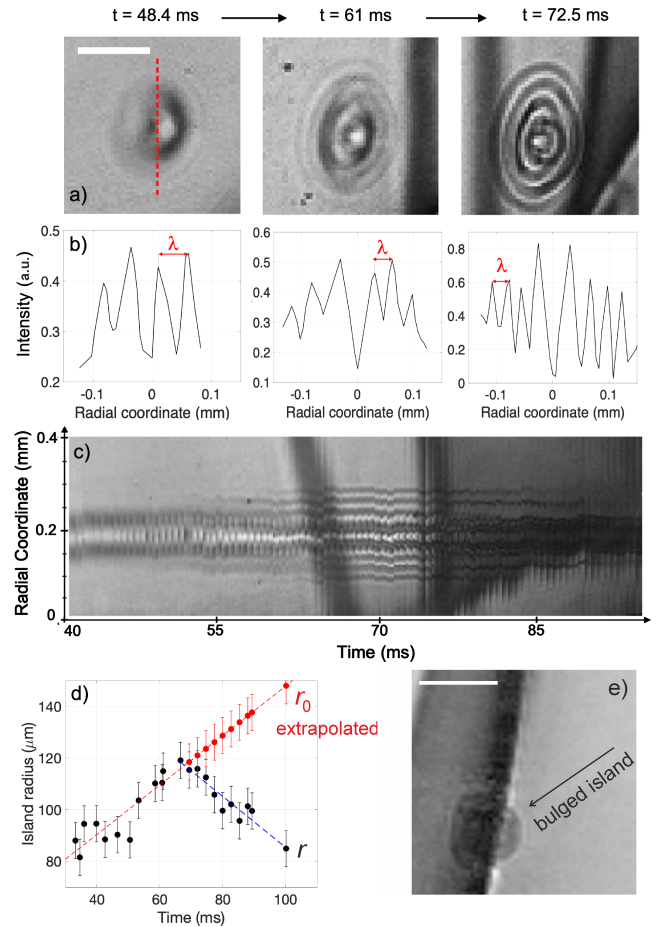 t = 48.4 ms t = 61 ms t = 72.5 ms
a)
b)
λ λ λ
Intensity (a.u.)
0.5 0.4 0.3 0.2
0.5 0.4 0.3 0.2 0.1
0.8 0.6 0.4 0.2 0
-0.1 0 0.1 -0.1 0 0.1 -0.1 0 0.1
Radial coordinate (mm) Radial coordinate (mm) Radial coordinate (mm)
c)
Radial Coordinate (mm)
0.4
0.2
0
40 55 70 85
Time (ms)
d)
r0
extrapolated
r
Island radius (μm)
140
120
100
80
40 60 80 100
Time (ms)
e)
bulged island